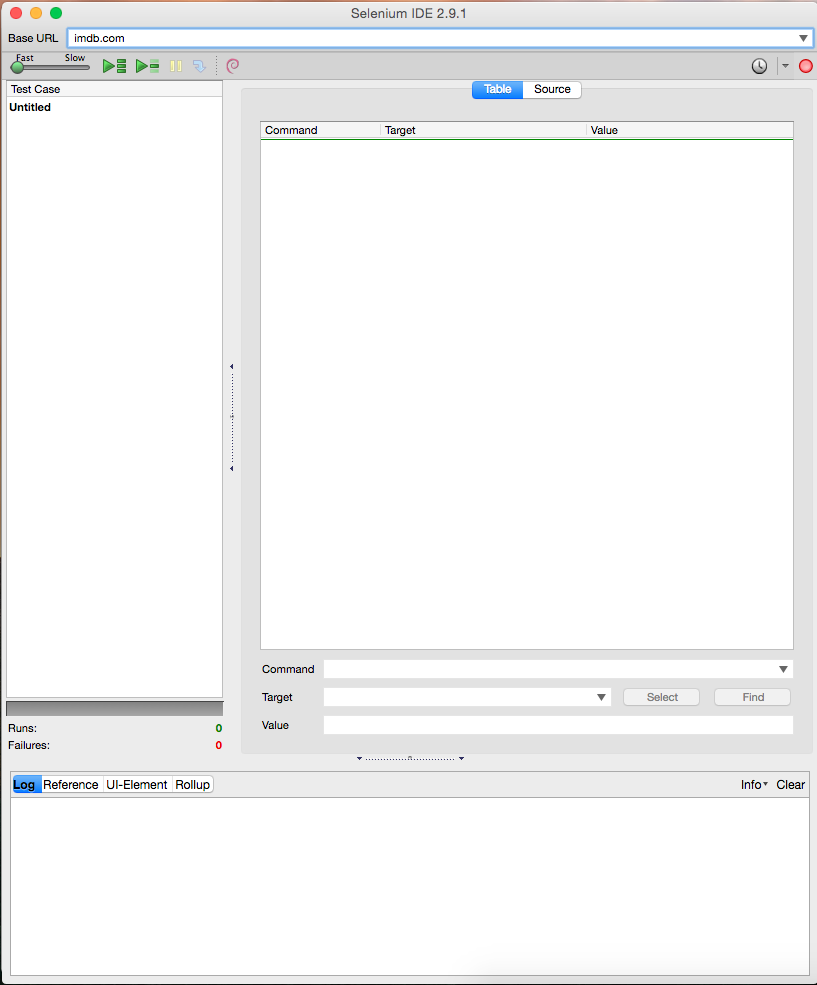 Selenium IDE 2.9.1
Base URL imdb.com
Fast Slow
Test Case
Untitled
Table Source
Command Target Value
Command
Target Select Find
Value
Runs: 0
Failures: 0
Log Reference UI-Element Rollup Info Clear